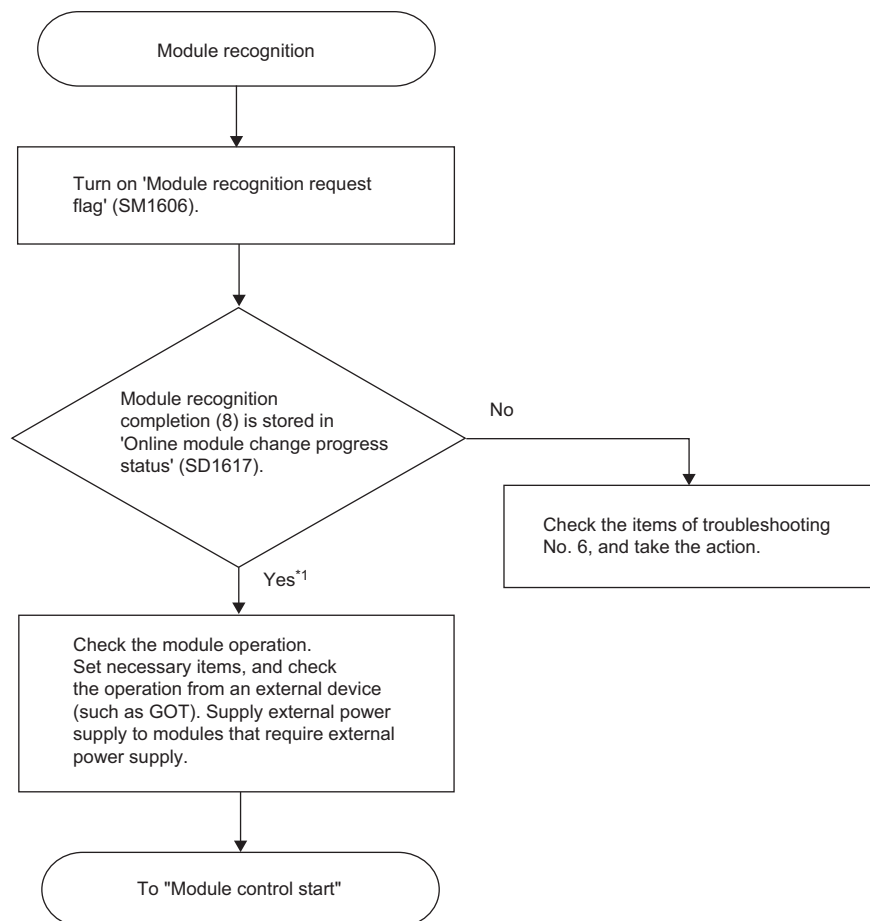 Module recognition
Turn on 'Module recognition request
flag' (SM1606).
Module recognition
completion (8) is stored in
'Online module change progress
status' (SD1617).
No
Check the items of troubleshooting
No. 6, and take the action.
Yes*1
Check the module operation.
Set necessary items, and check
the operation from an external device
(such as GOT). Supply external power
supply to modules that require external
power supply.
To "Module control start"